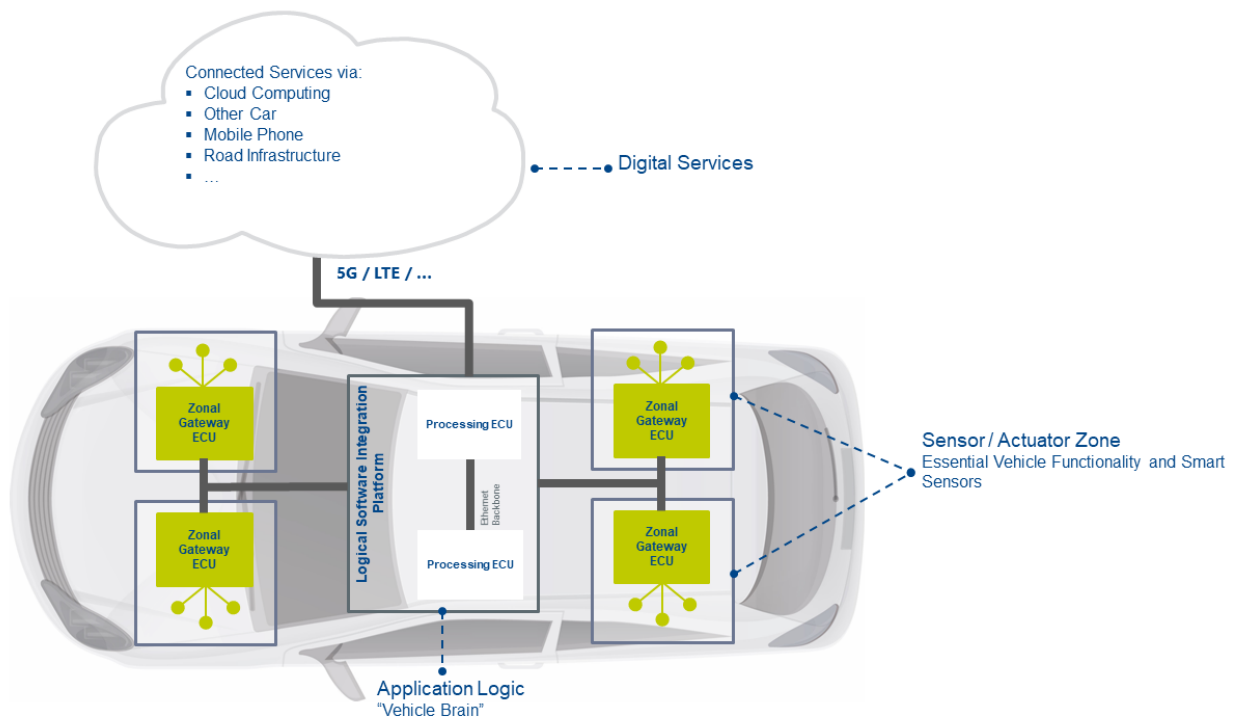 Connected Services via:
▪ Cloud Computing
▪ Other Car
▪ Mobile Phone
▪ Road Infrastructure
▪ ...
Digital Services
5G / LTE / ...
Zonal
Gateway
ECU
Zonal
Gateway
ECU
Logical Software Integration
Platform
Processing ECU
Ethernet
Backbone
Processing ECU
Zonal
Gateway
ECU
Zonal
Gateway
ECU
Sensor / Actuator Zone
Essential Vehicle Functionality and Smart
Sensors
Application Logic
“Vehicle Brain”